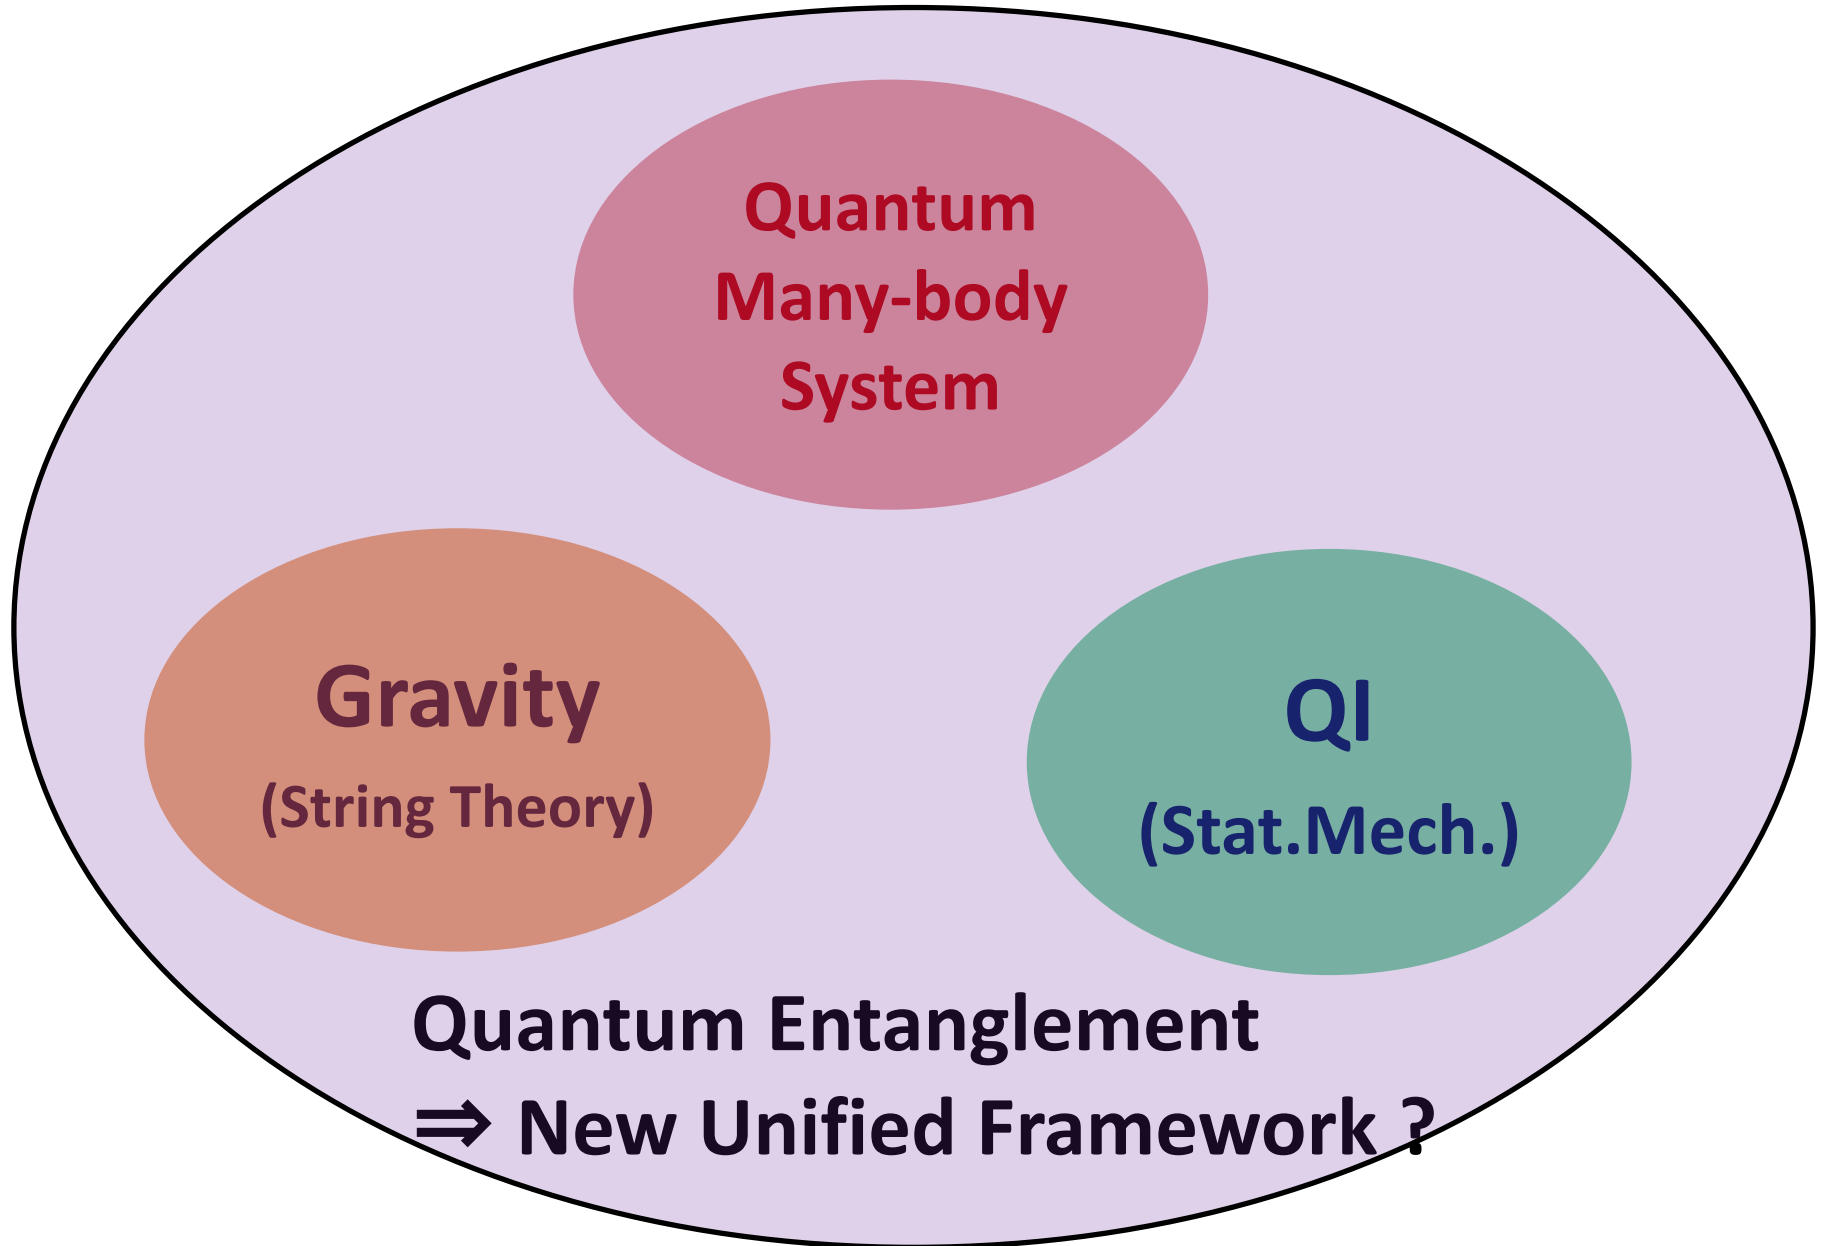 Quantum
Many-body
System
Gravity
(String Theory)
QI
(Stat.Mech.)
Quantum Entanglement
⇒ New Unified Framework ?